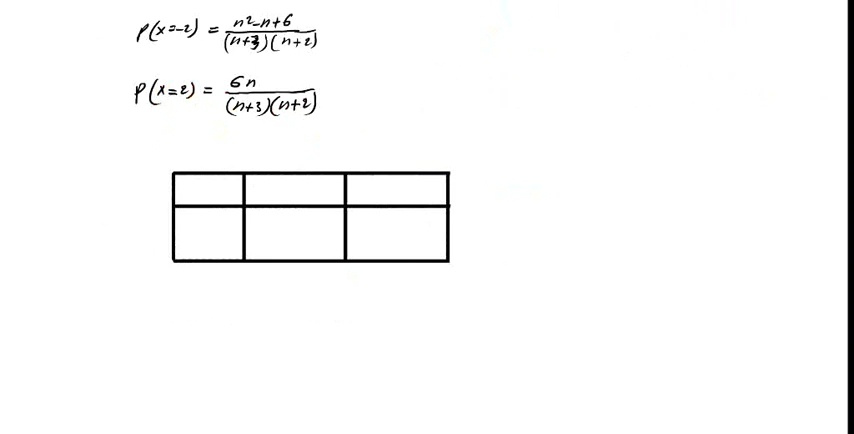 P(x=-2) = n²-n+6 / (n+3)(n+2)
P(x=2) = 6n / (n+3)(n+2)